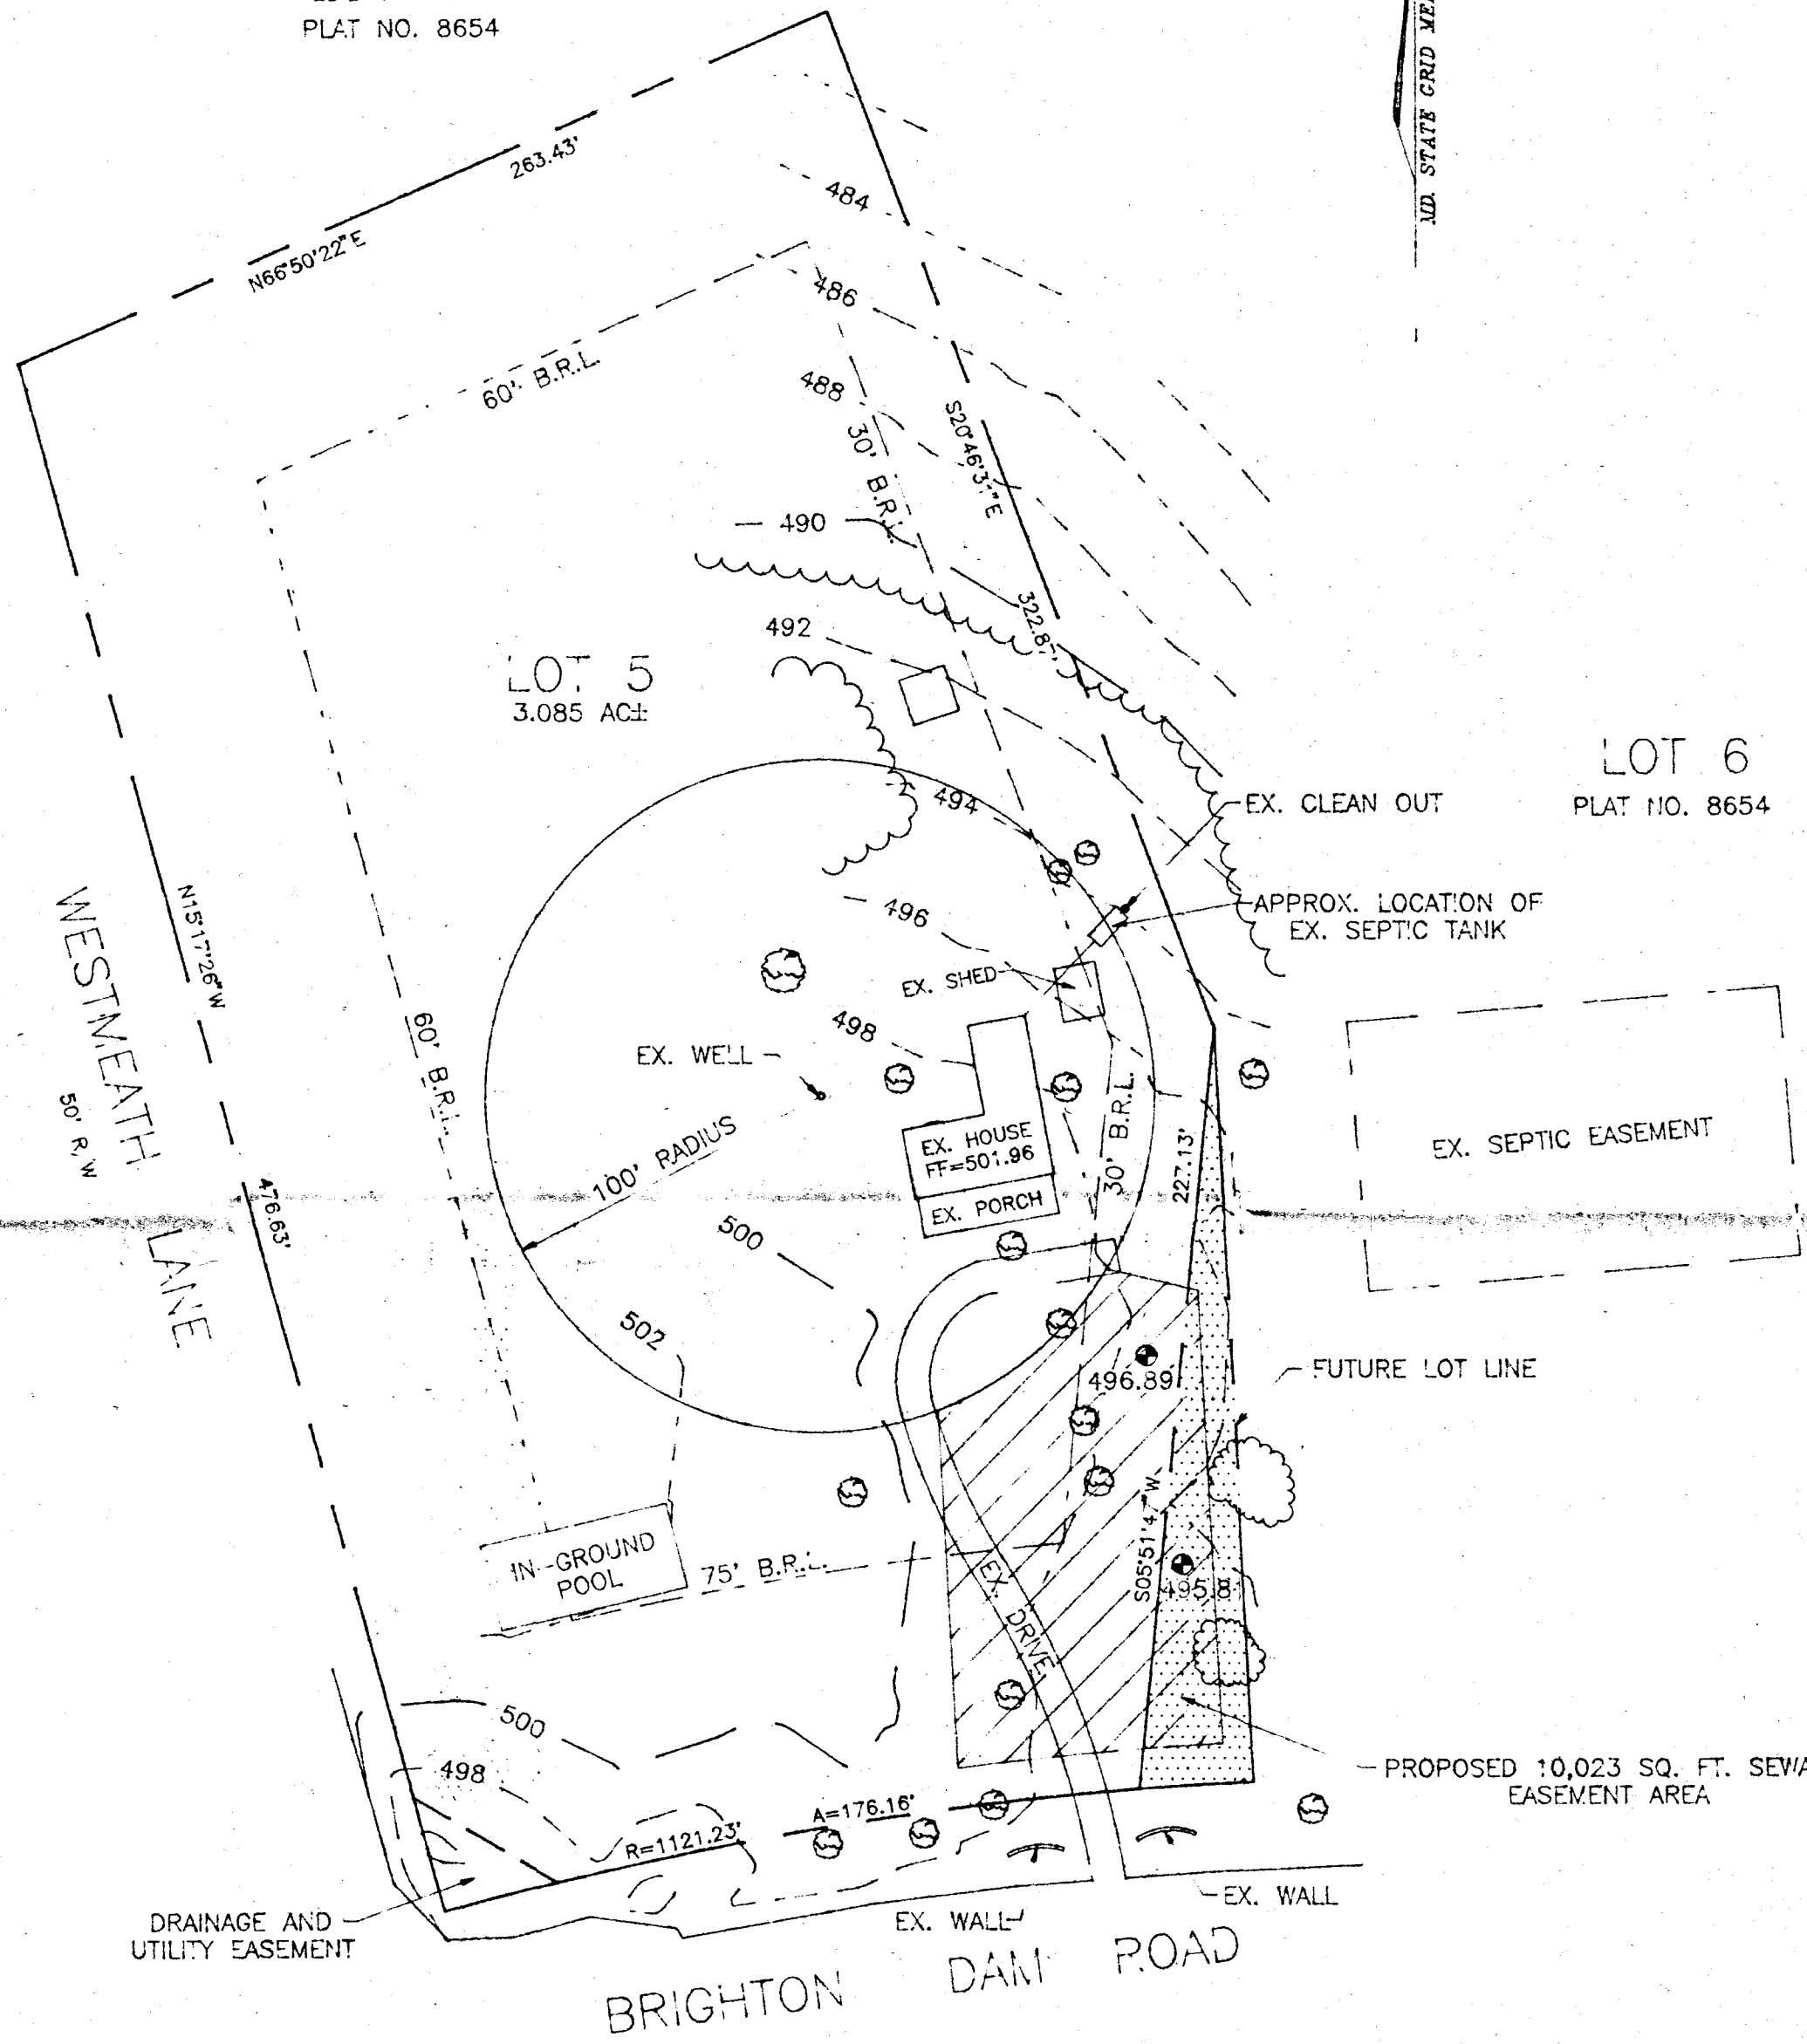 PLAT NO. 8654
MD. STATE GRID
263.43'
N66°50'22"E
484
486
60' B.R.L.
488
30' B.R.L.
S20°46'3"E
490
322.8
492
LOT 5
3.085 AC±
LOT 6
PLAT NO. 8654
494
EX. CLEAN OUT
496
APPROX. LOCATION OF
EX. SEPTIC TANK
N15°17'26"W
WESTMEATH
LANE
50' R/W
EX. SHED
498
EX. WELL
60' B.R.L.
EX. HOUSE
FF=501.96
EX. PORCH
30' B.R.L.
227.13'
EX. SEPTIC EASEMENT
100' RADIUS
476.63'
500
502
FUTURE LOT LINE
496.89
S05°51'47"W
IN-GROUND
POOL
75' B.R.L.
EX. DRIVE
495.8
500
498
PROPOSED 10,023 SQ. FT.
EASEMENT AREA
A=176.16'
R=1121.23'
DRAINAGE AND
UTILITY EASEMENT
EX. WALL
EX. WALL
BRIGHTON DAM ROAD